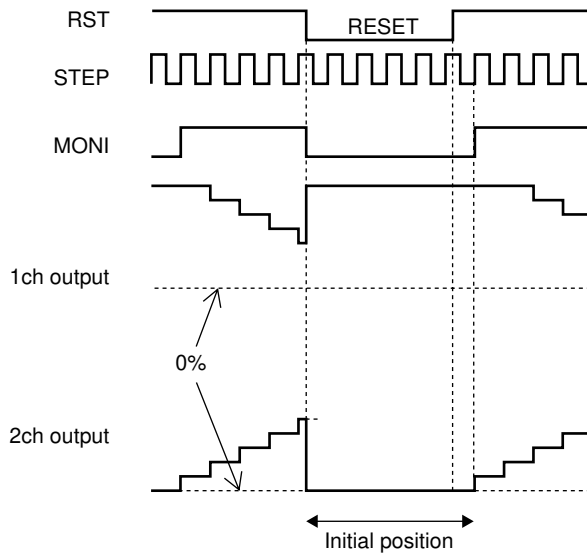 RST
RESET
STEP
MONI
1ch output
0%
2ch output
Initial position